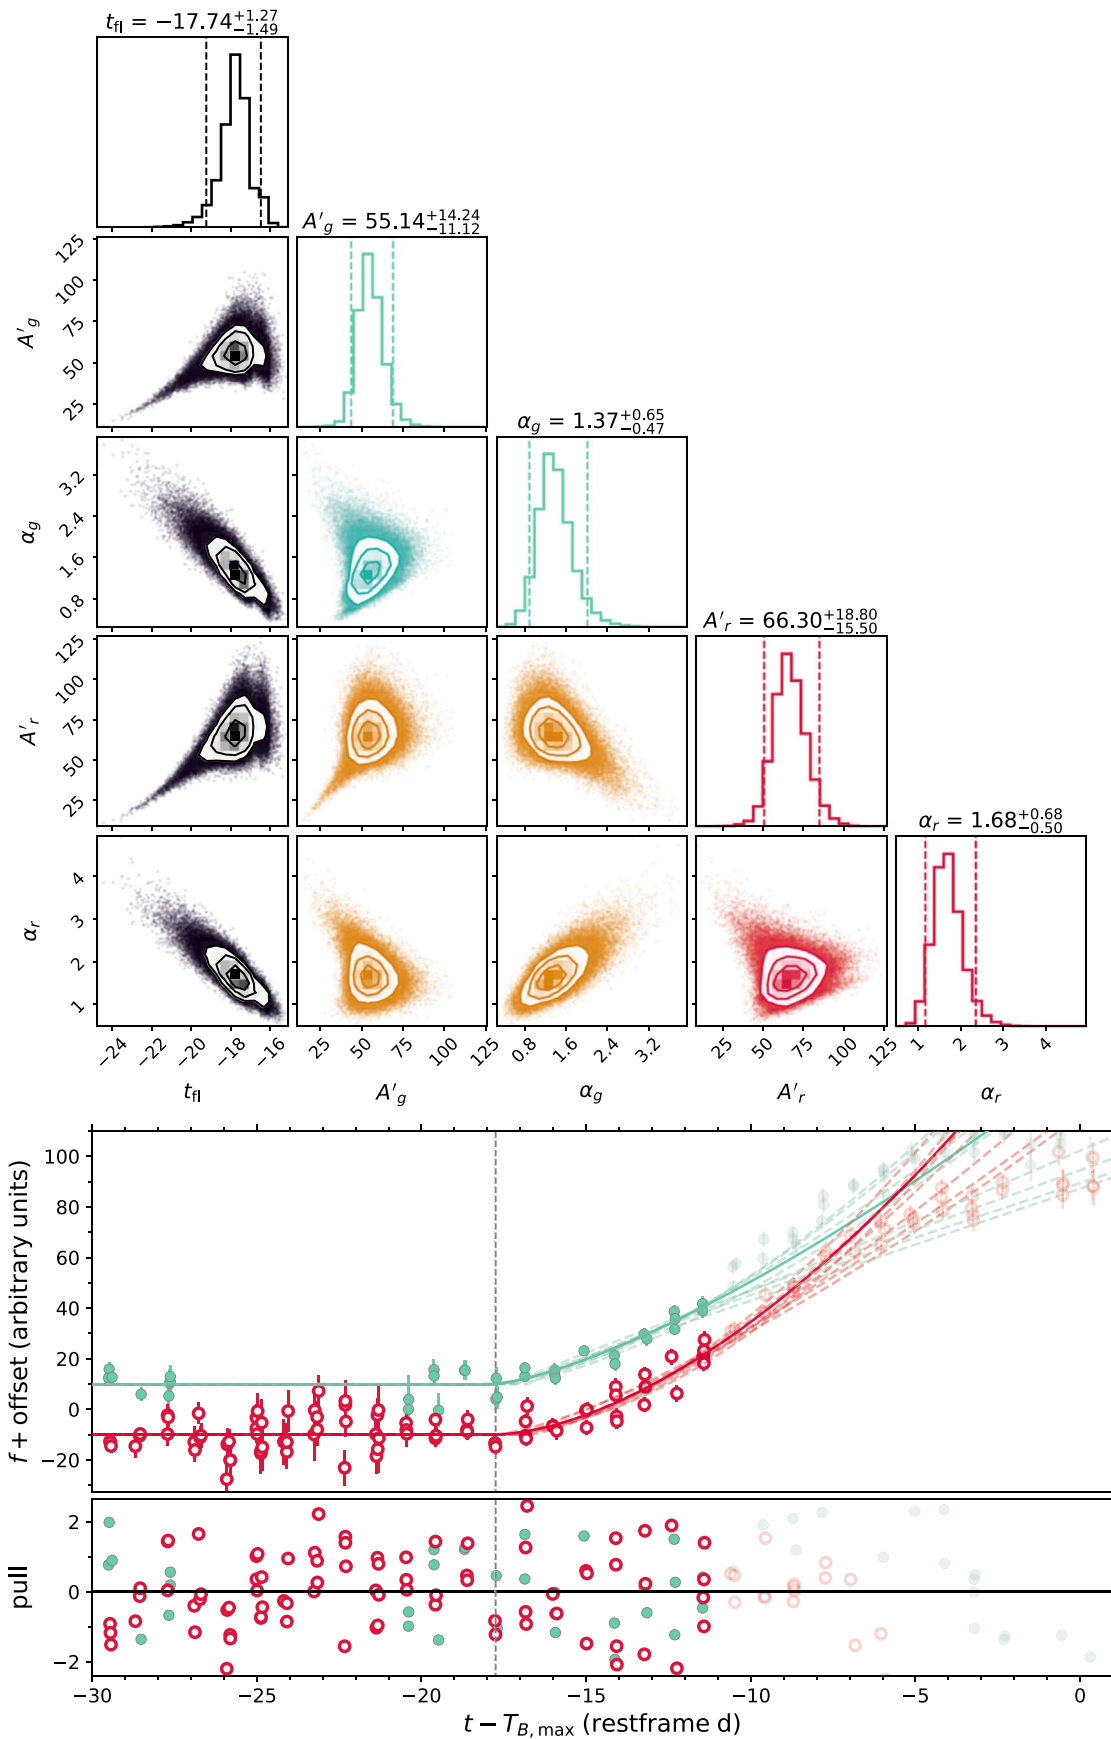 t_fl = −17.74 +1.27 −1.49
A′_g = 55.14 +14.24 −11.12
α_g = 1.37 +0.65 −0.47
A′_r = 66.30 +18.80 −15.50
α_r = 1.68 +0.68 −0.50
A′_g
125
100
75
50
25
α_g
3.2
2.4
1.6
0.8
A′_r
125
100
75
50
25
α_r
4
3
2
1
−24 −22 −20 −18 −16
25 50 75 100 125
0.8 1.6 2.4 3.2
25 50 75 100 125
1 2 3 4
t_fl A′_g α_g A′_r α_r
f + offset (arbitrary units)
100
80
60
40
20
0
−20
pull
2
0
−2
−30 −25 −20 −15 −10 −5 0
t − T_B, max (restframe d)